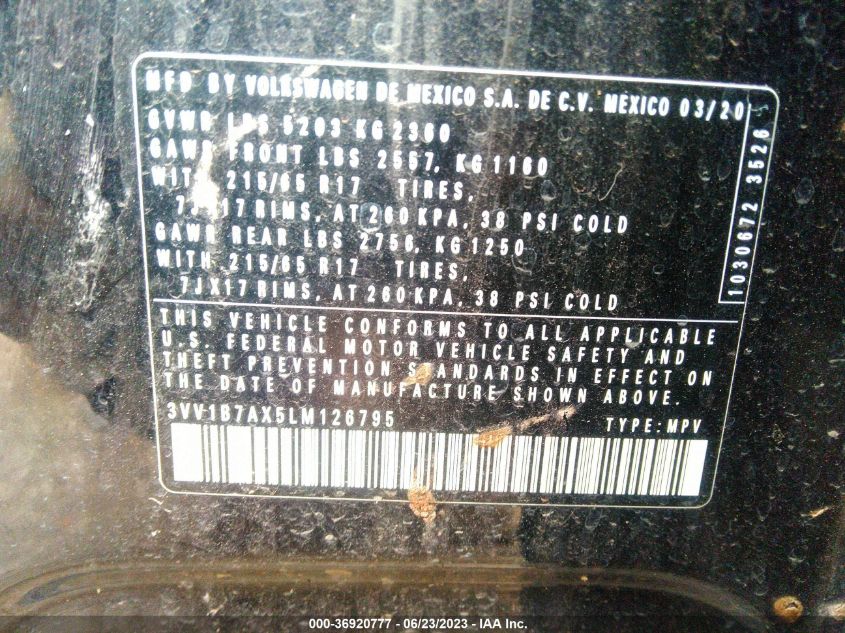 MFD BY VOLKSWAGEN DE MEXICO S.A. DE C.V. MEXICO 03/20
GVWR LBS 5203 KG 2360
GAWR FRONT LBS 2557, KG 1160
WITH 215/65 R17 TIRES,
7JX17 RIMS, AT 260 KPA, 38 PSI COLD
GAWR REAR LBS 2756, KG 1250
WITH 215/65 R17 TIRES,
7JX17 RIMS, AT 260 KPA, 38 PSI COLD
1030672 3526
THIS VEHICLE CONFORMS TO ALL APPLICABLE
U.S. FEDERAL MOTOR VEHICLE SAFETY AND
THEFT PREVENTION STANDARDS IN EFFECT ON
THE DATE OF MANUFACTURE SHOWN ABOVE.
3VV1B7AX5LM126795 TYPE: MPV
000-36920777 - 06/23/2023 - IAA Inc.